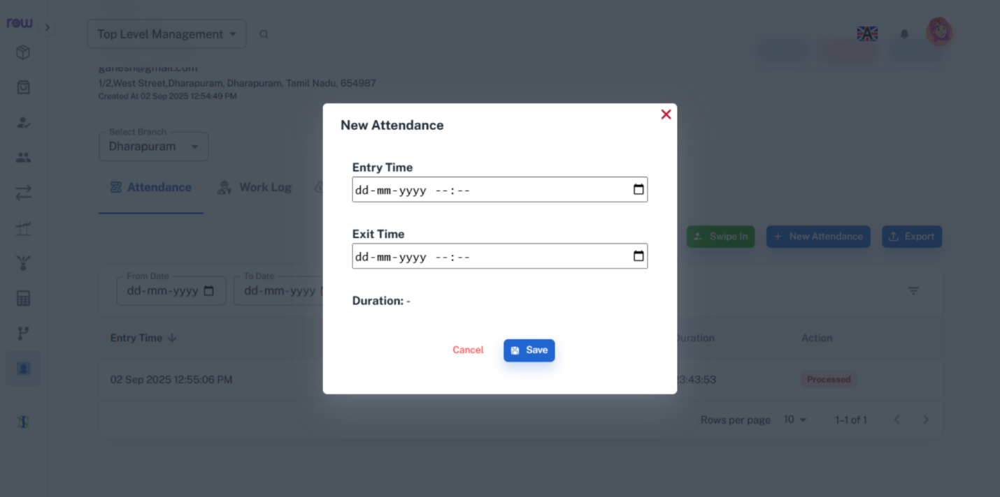 row
Top Level Management
A
ganesh@gmail.com
1/2,West Street,Dharapuram, Dharapuram, Tamil Nadu, 654987
Created At 02 Sep 2025 12:54:49 PM
Select Branch
Dharapuram
Attendance
Work Log
Swipe In
+ New Attendance
Export
From Date
dd-mm-yyyy
To Date
dd-mm-yyyy
Entry Time
Duration
Action
02 Sep 2025 12:55:06 PM
23:43:53
Processed
Rows per page
10
1-1 of 1
New Attendance
Entry Time
dd-mm-yyyy --:--
Exit Time
dd-mm-yyyy --:--
Duration: -
Cancel
Save